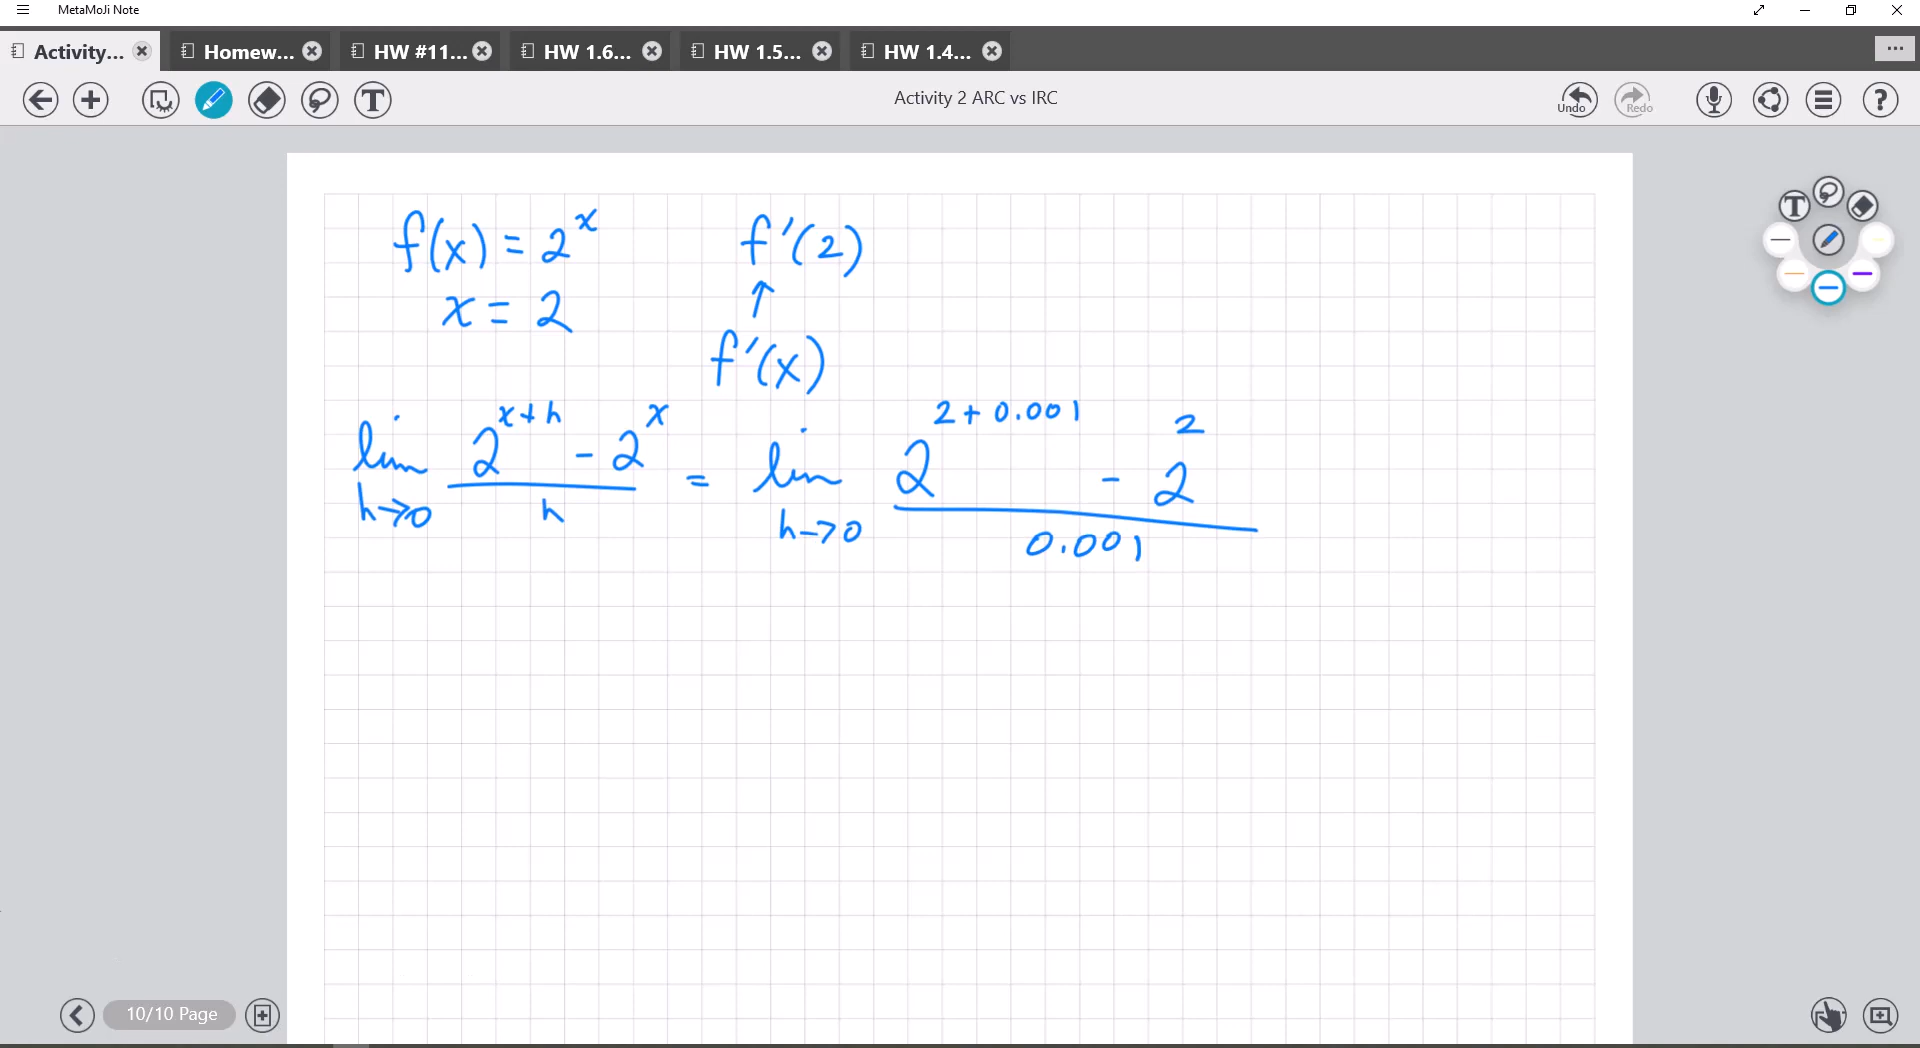 MetaMoJi Note
Activity... Homew... HW #11... HW 1.6... HW 1.5... HW 1.4...
T Activity 2 ARC vs IRC Undo Redo ?
T
f(x) = 2^x f'(2)
x = 2 ↑
f'(x)
lim h→0 (2^(x+h) - 2^x)/h = lim h→0 (2^(2+0.001) - 2^2)/0.001
10/10 Page